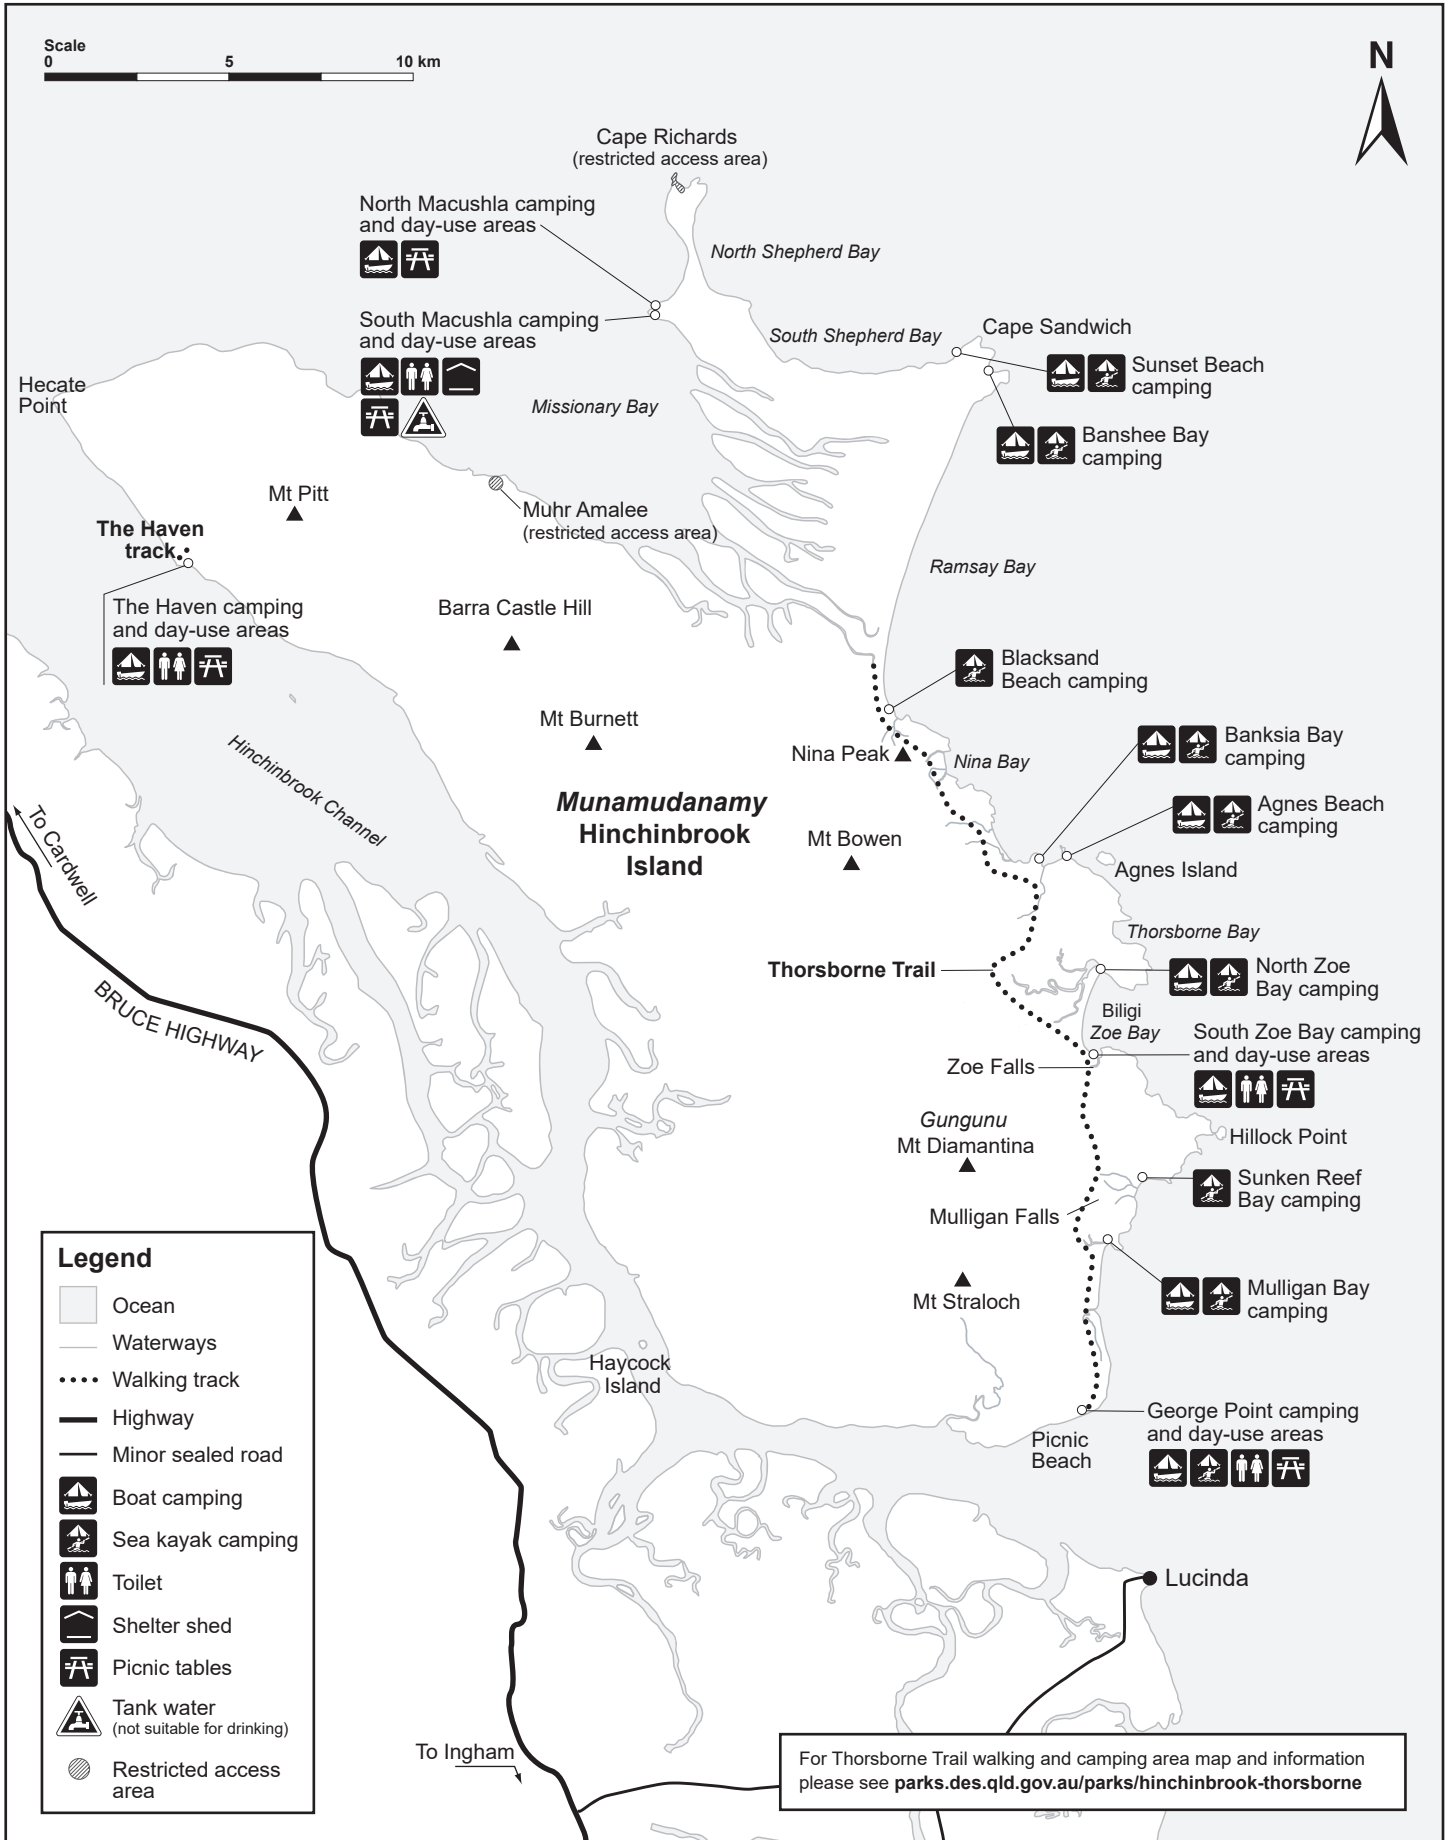 Scale
0 5 10 km
N
Cape Richards
(restricted access area)
North Macushla camping
and day-use areas
North Shepherd Bay
South Macushla camping
and day-use areas
South Shepherd Bay
Cape Sandwich
Sunset Beach
camping
Hecate
Point
Missionary Bay
Banshee Bay
camping
Mt Pitt
Muhr Amalee
(restricted access area)
The Haven
track
Ramsay Bay
The Haven camping
and day-use areas
Barra Castle Hill
Blacksand
Beach camping
Mt Burnett
Nina Peak
Nina Bay
Banksia Bay
camping
Hinchinbrook Channel
Munamudanamy
Hinchinbrook
Island
Agnes Beach
camping
To Cardwell
Mt Bowen
Agnes Island
Thorsborne Bay
Thorsborne Trail
North Zoe
Bay camping
BRUCE HIGHWAY
Biligi
Zoe Bay
South Zoe Bay camping
and day-use areas
Zoe Falls
Gungunu
Mt Diamantina
Hillock Point
Sunken Reef
Bay camping
Mulligan Falls
Mt Straloch
Mulligan Bay
camping
Haycock
Island
George Point camping
and day-use areas
Picnic
Beach
Lucinda
To Ingham
Legend
Ocean
Waterways
Walking track
Highway
Minor sealed road
Boat camping
Sea kayak camping
Toilet
Shelter shed
Picnic tables
Tank water
(not suitable for drinking)
Restricted access
area
For Thorsborne Trail walking and camping area map and information
please see parks.des.qld.gov.au/parks/hinchinbrook-thorsborne